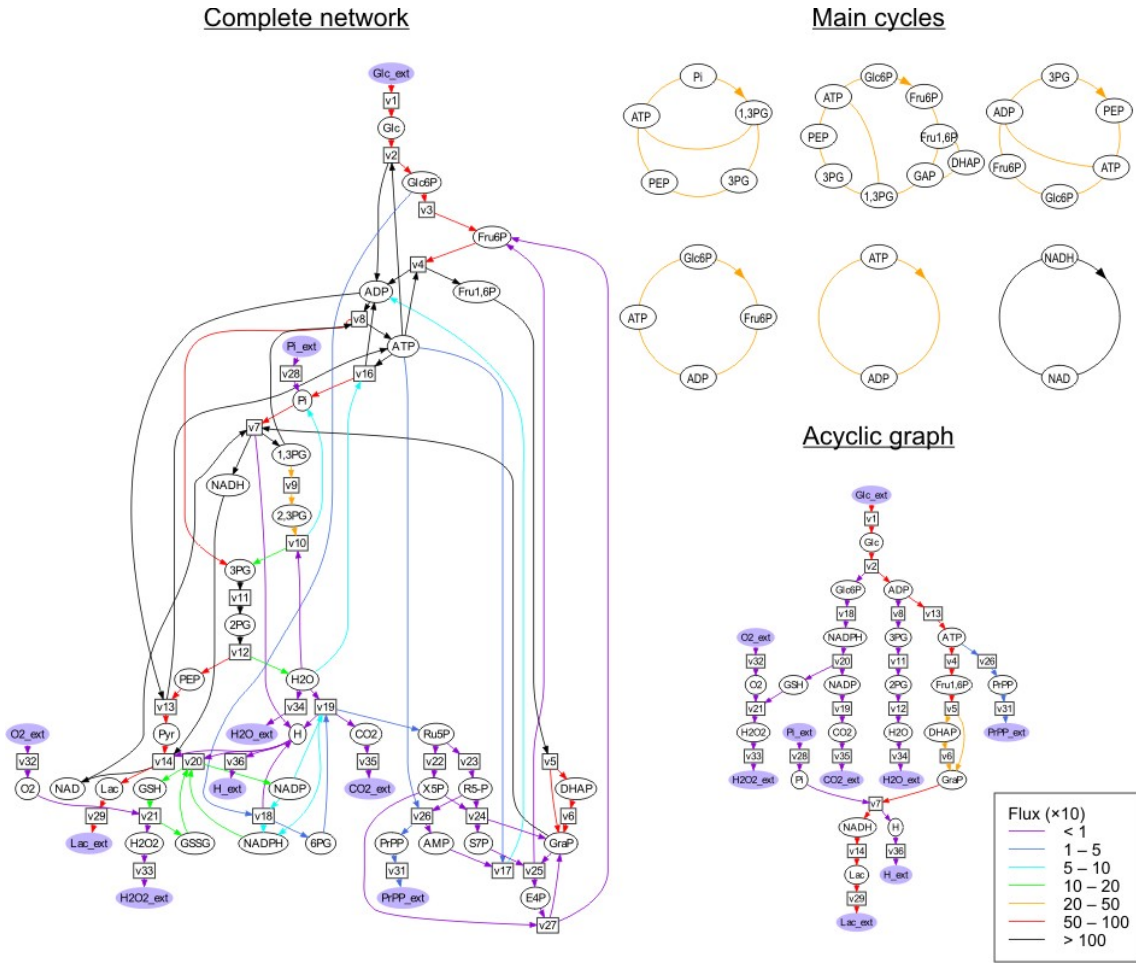 Complete network
Glc_ext
v1
Glc
v2
Glc6P
v3
Fru6P
v4
ADP
Fru1,6P
v8
ATP
Pi_ext
v28
v16
Pi
v7
1,3PG
NADH
v9
2,3PG
v10
3PG
v11
2PG
v12
PEP
H2O
v13
v34
v19
O2_ext
Pyr
H2O_ext
H
CO2
Ru5P
v32
v14
v20
v36
v35
v22
v23
v5
O2
NAD
Lac
GSH
H_ext
NADP
CO2_ext
X5P
R5-P
DHAP
v29
v21
v18
v26
v24
v6
Lac_ext
H2O2
GSSG
NADPH
6PG
PrPP
AMP
S7P
GraP
v33
v31
v17
v25
H2O2_ext
PrPP_ext
E4P
v27
Main cycles
Pi
ATP
1,3PG
PEP
3PG
Glc6P
ATP
Fru6P
PEP
Fru1,6P
DHAP
3PG
GAP
1,3PG
3PG
ADP
PEP
Fru6P
ATP
Glc6P
Glc6P
ATP
Fru6P
ADP
ATP
ADP
NADH
NAD
Acyclic graph
Glc_ext
v1
Glc
v2
Glc6P
ADP
v18
v8
v13
O2_ext
NADPH
3PG
ATP
v32
v20
v11
v4
v26
O2
GSH
NADP
2PG
Fru1,6P
PrPP
v21
v19
v12
v5
v31
H2O2
Pi_ext
CO2
H2O
DHAP
PrPP_ext
v33
v28
v35
v34
v6
H2O2_ext
Pi
CO2_ext
H2O_ext
GraP
v7
NADH
H
v14
v36
Lac
H_ext
v29
Lac_ext
Flux (×10)
< 1
1 – 5
5 – 10
10 – 20
20 – 50
50 – 100
> 100